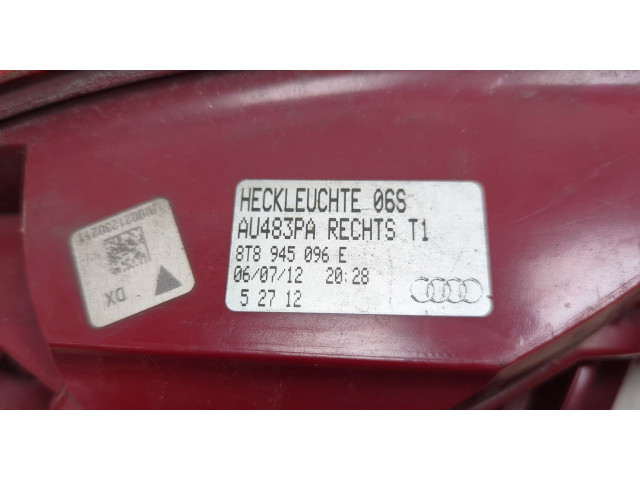 HECKLEUCHTE 06S
AU483PA RECHTS T1
8T8 945 096 E
06/07/12 20:28
5 27 12
DX